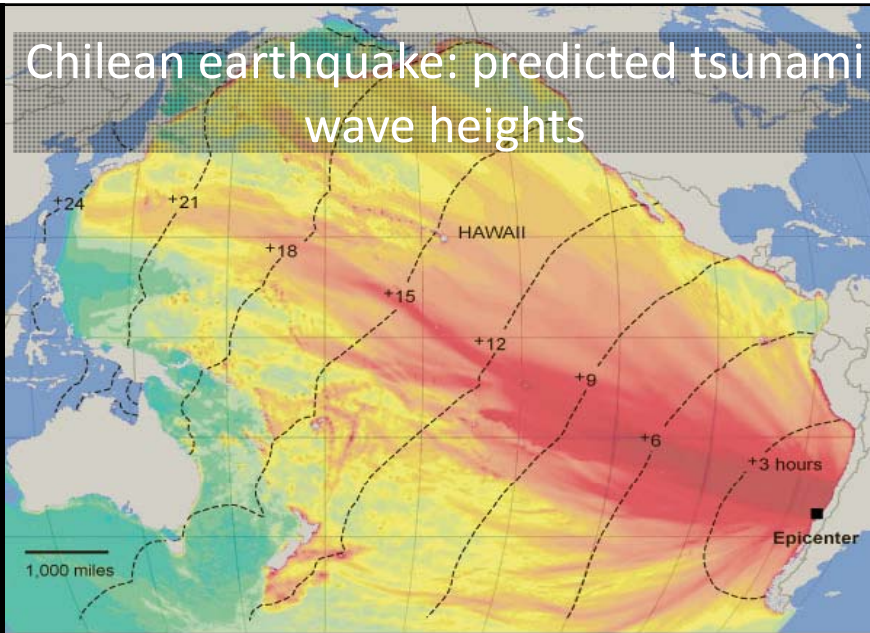 Chilean earthquake: predicted tsunami
wave heights
+24
+21
+18
HAWAII
+15
+12
+9
+6
+3 hours
Epicenter
1,000 miles